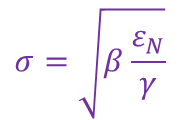 σ = √(β ε_N / γ)